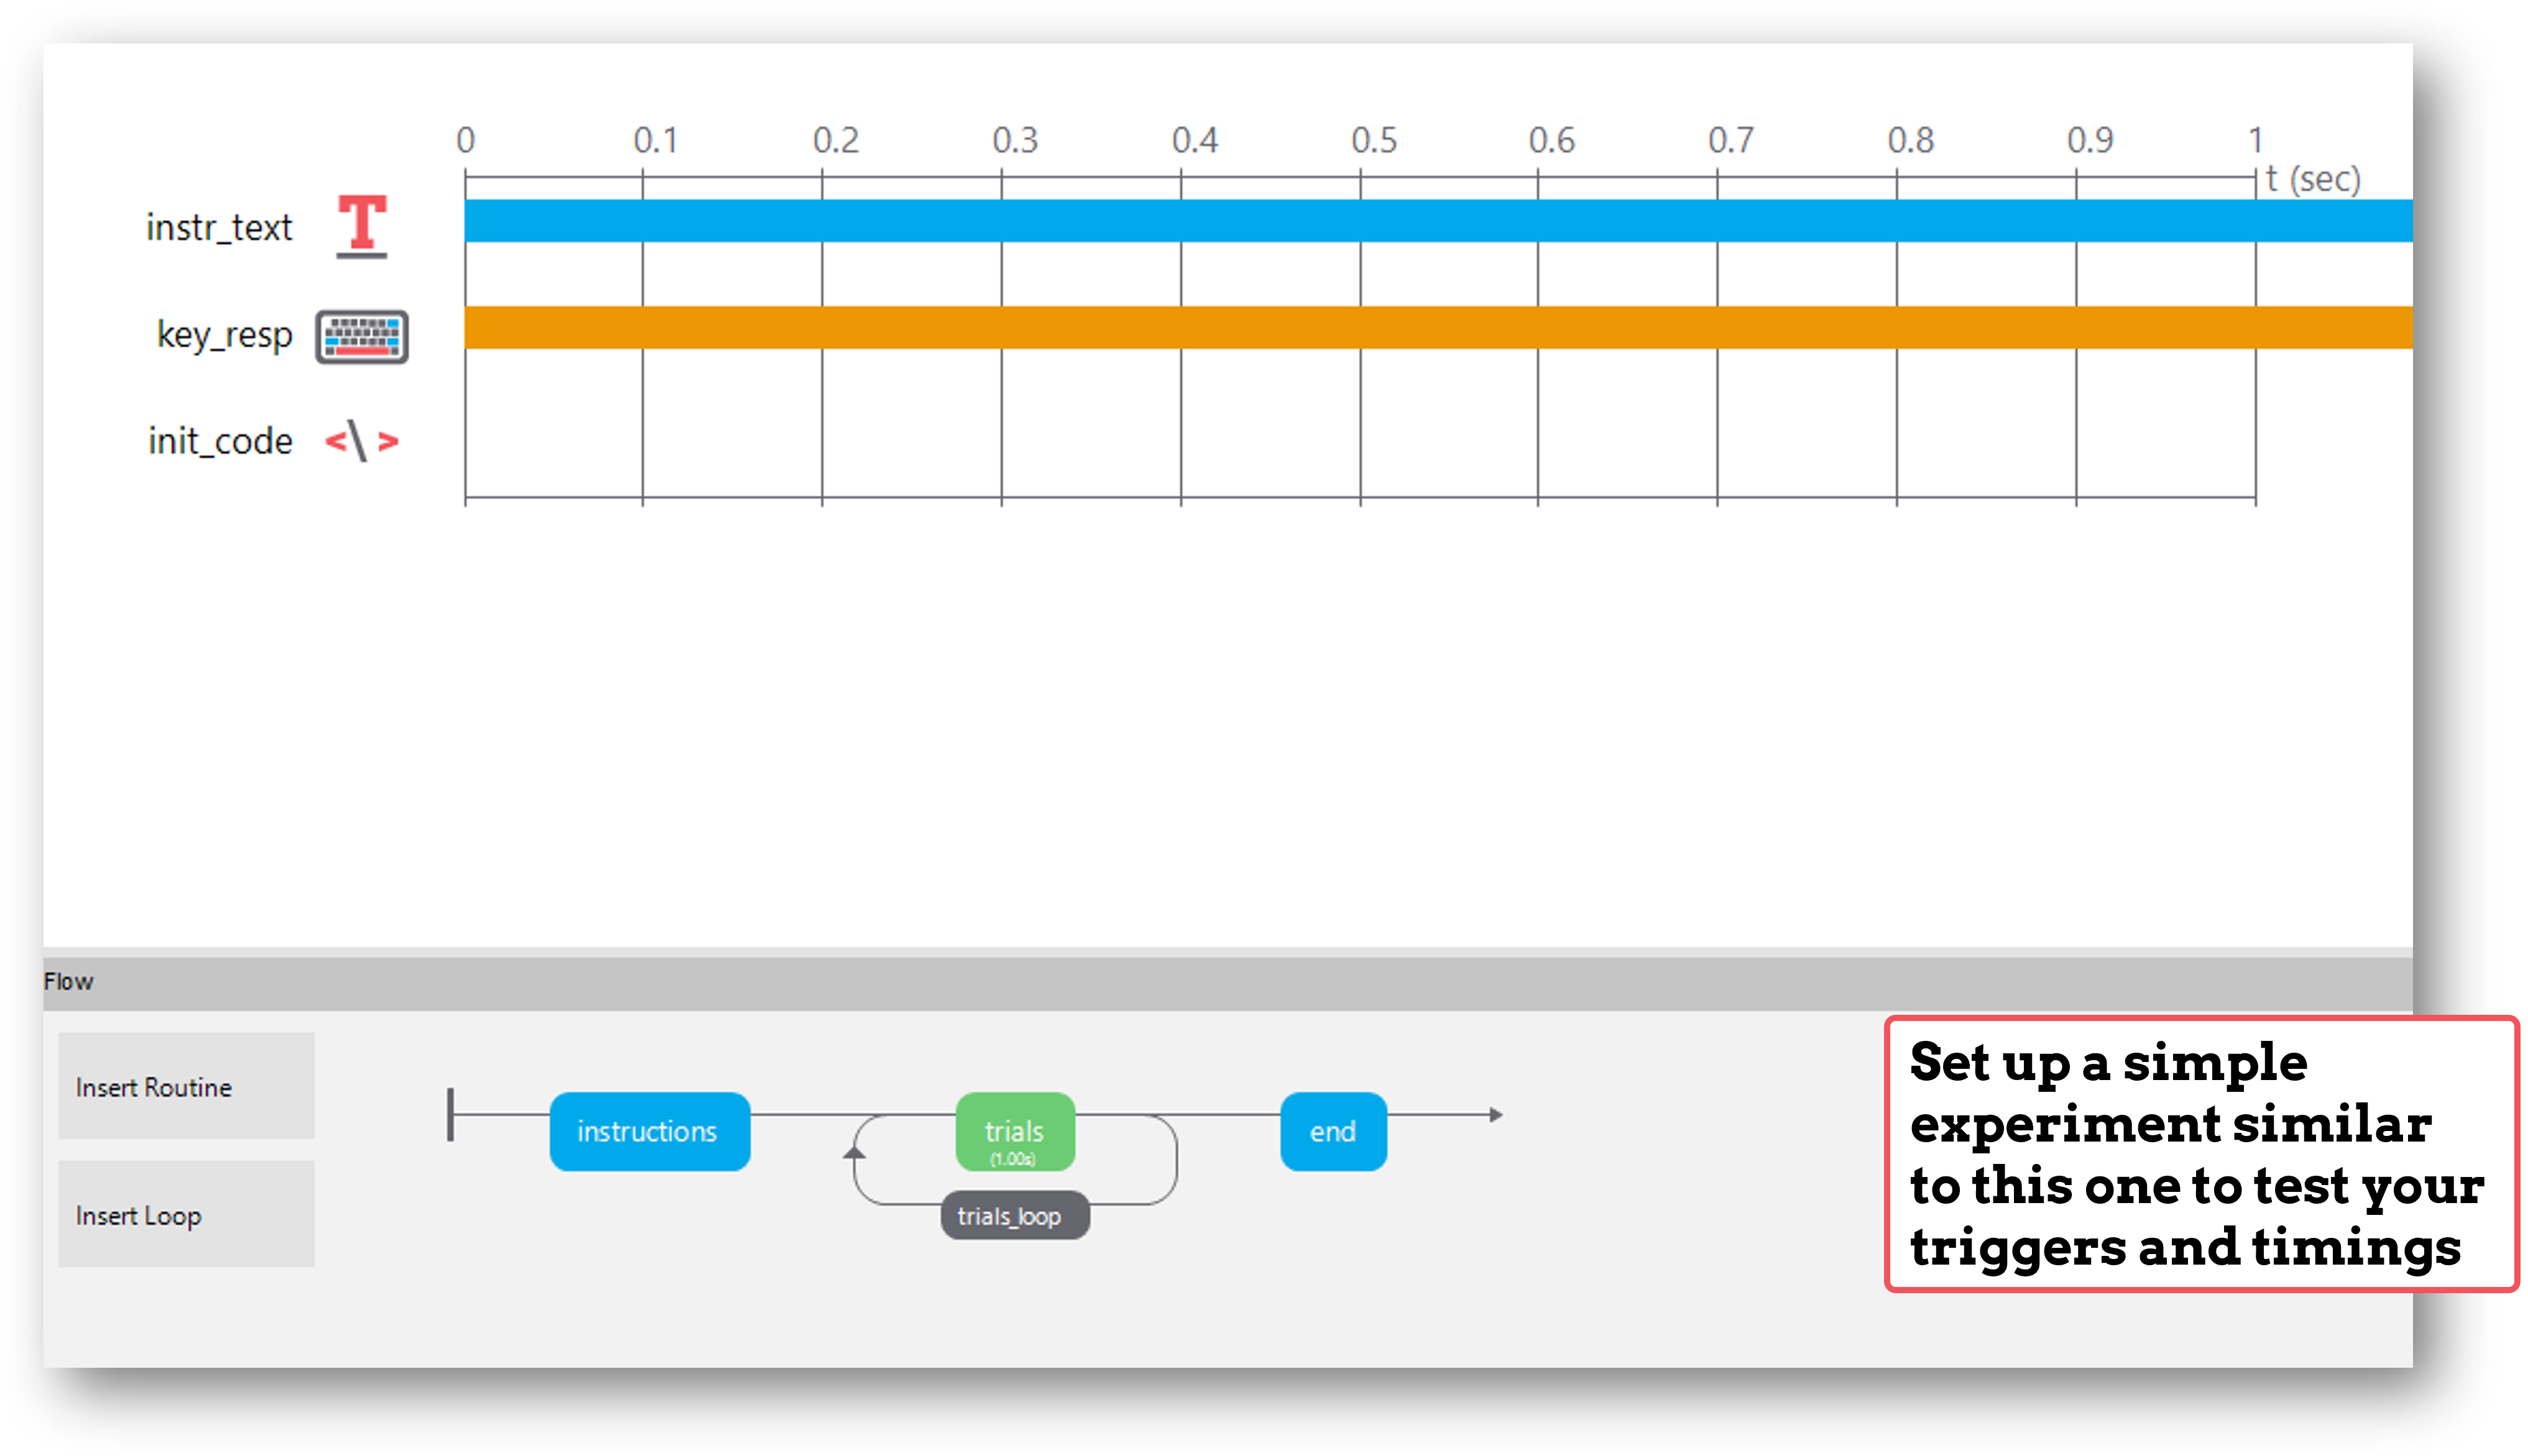 0 0.1 0.2 0.3 0.4 0.5 0.6 0.7 0.8 0.9 1
t (sec)
instr_text
key_resp
init_code
Flow
Insert Routine
Insert Loop
instructions
trials
(1.00s)
trials_loop
end
Set up a simple
experiment similar
to this one to test your
triggers and timings